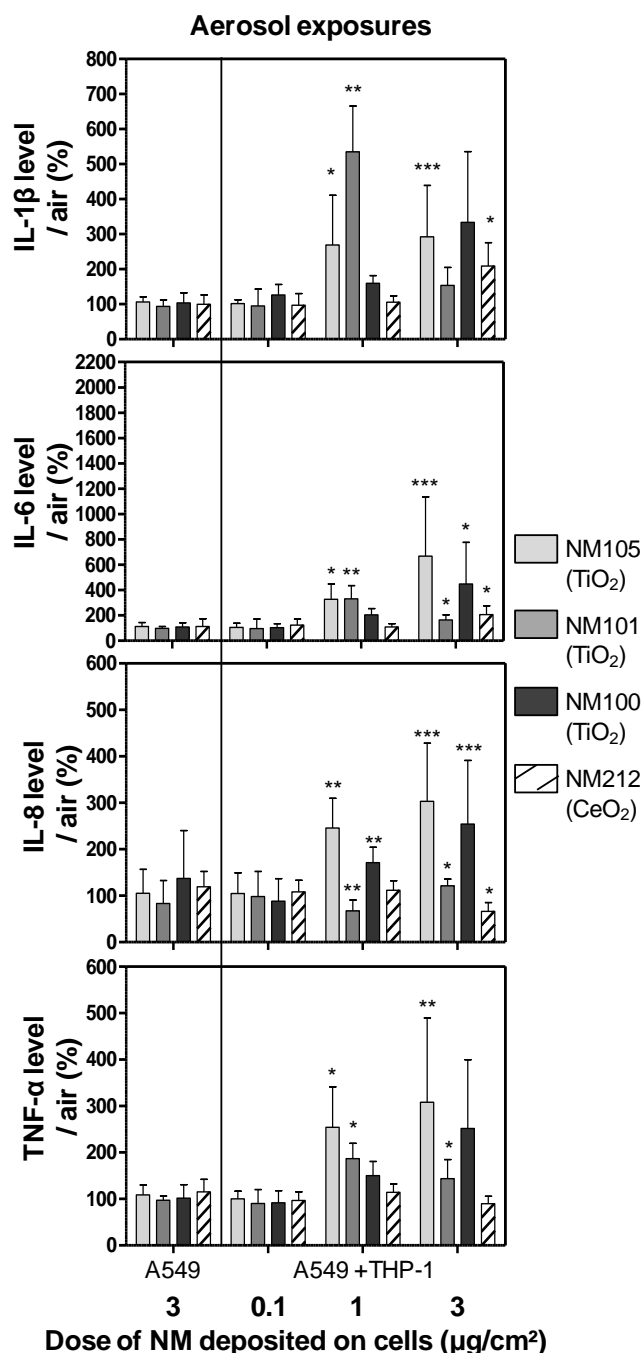 Aerosol exposures
IL-1β level
/ air (%)
800
700
600
500
400
300
200
100
0
* ** *** *
IL-6 level
/ air (%)
2200
2000
1800
1600
1400
1200
1000
800
600
400
200
0
* ** *** * * *
IL-8 level
/ air (%)
600
500
400
300
200
100
0
** ** ** *** * *** *
TNF-α level
/ air (%)
600
500
400
300
200
100
0
* * ** *
A549 A549 +THP-1
3 0.1 1 3
Dose of NM deposited on cells (µg/cm²)
NM105
(TiO₂)
NM101
(TiO₂)
NM100
(TiO₂)
NM212
(CeO₂)